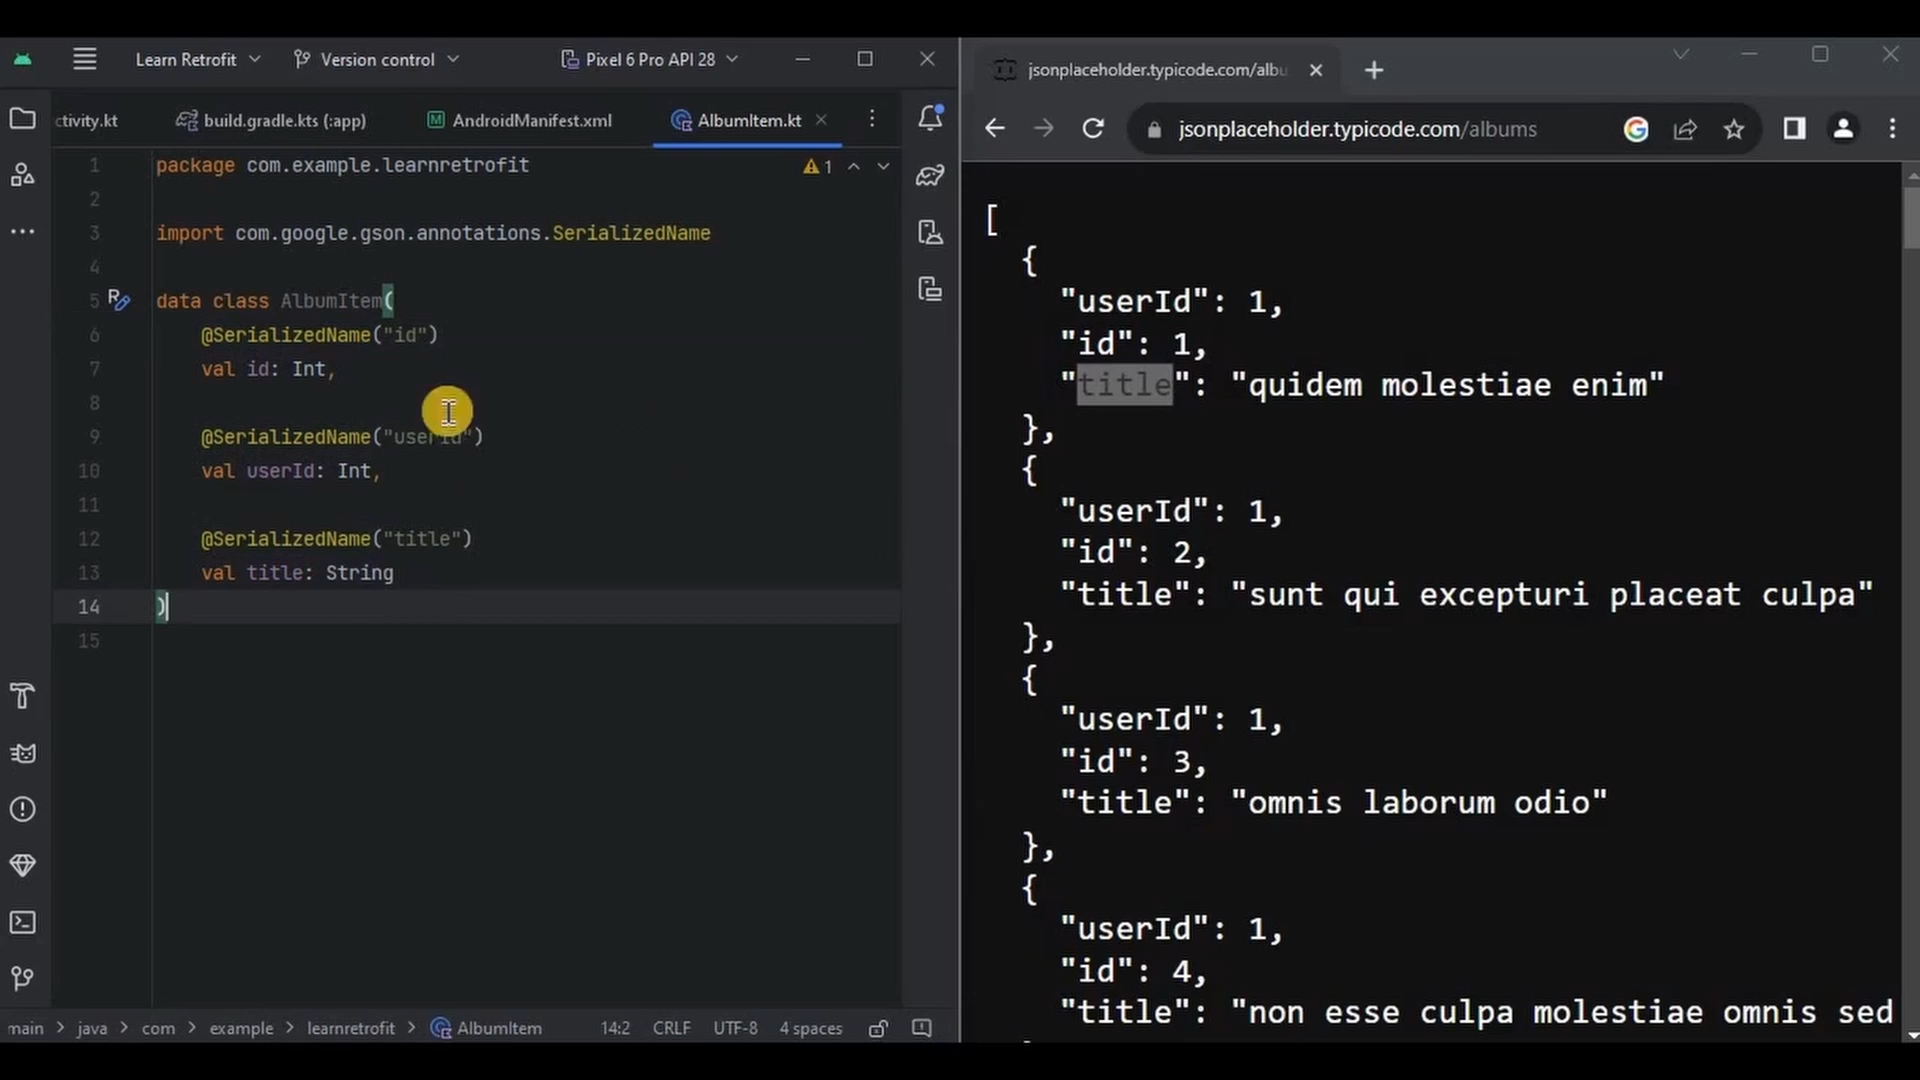 Learn Retrofit
Version control
Pixel 6 Pro API 28
ctivity.kt
build.gradle.kts (:app)
AndroidManifest.xml
AlbumItem.kt
1 package com.example.learnretrofit
1
2
3 import com.google.gson.annotations.SerializedName
4
5 data class AlbumItem(
6 @SerializedName("id")
7 val id: Int,
8
9 @SerializedName("userId")
10 val userId: Int,
11
12 @SerializedName("title")
13 val title: String
14 )
15
main > java > com > example > learnretrofit > AlbumItem
14:2 CRLF UTF-8 4 spaces
jsonplaceholder.typicode.com/albu
jsonplaceholder.typicode.com/albums
[
{
"userId": 1,
"id": 1,
"title": "quidem molestiae enim"
},
{
"userId": 1,
"id": 2,
"title": "sunt qui excepturi placeat culpa"
},
{
"userId": 1,
"id": 3,
"title": "omnis laborum odio"
},
{
"userId": 1,
"id": 4,
"title": "non esse culpa molestiae omnis sed